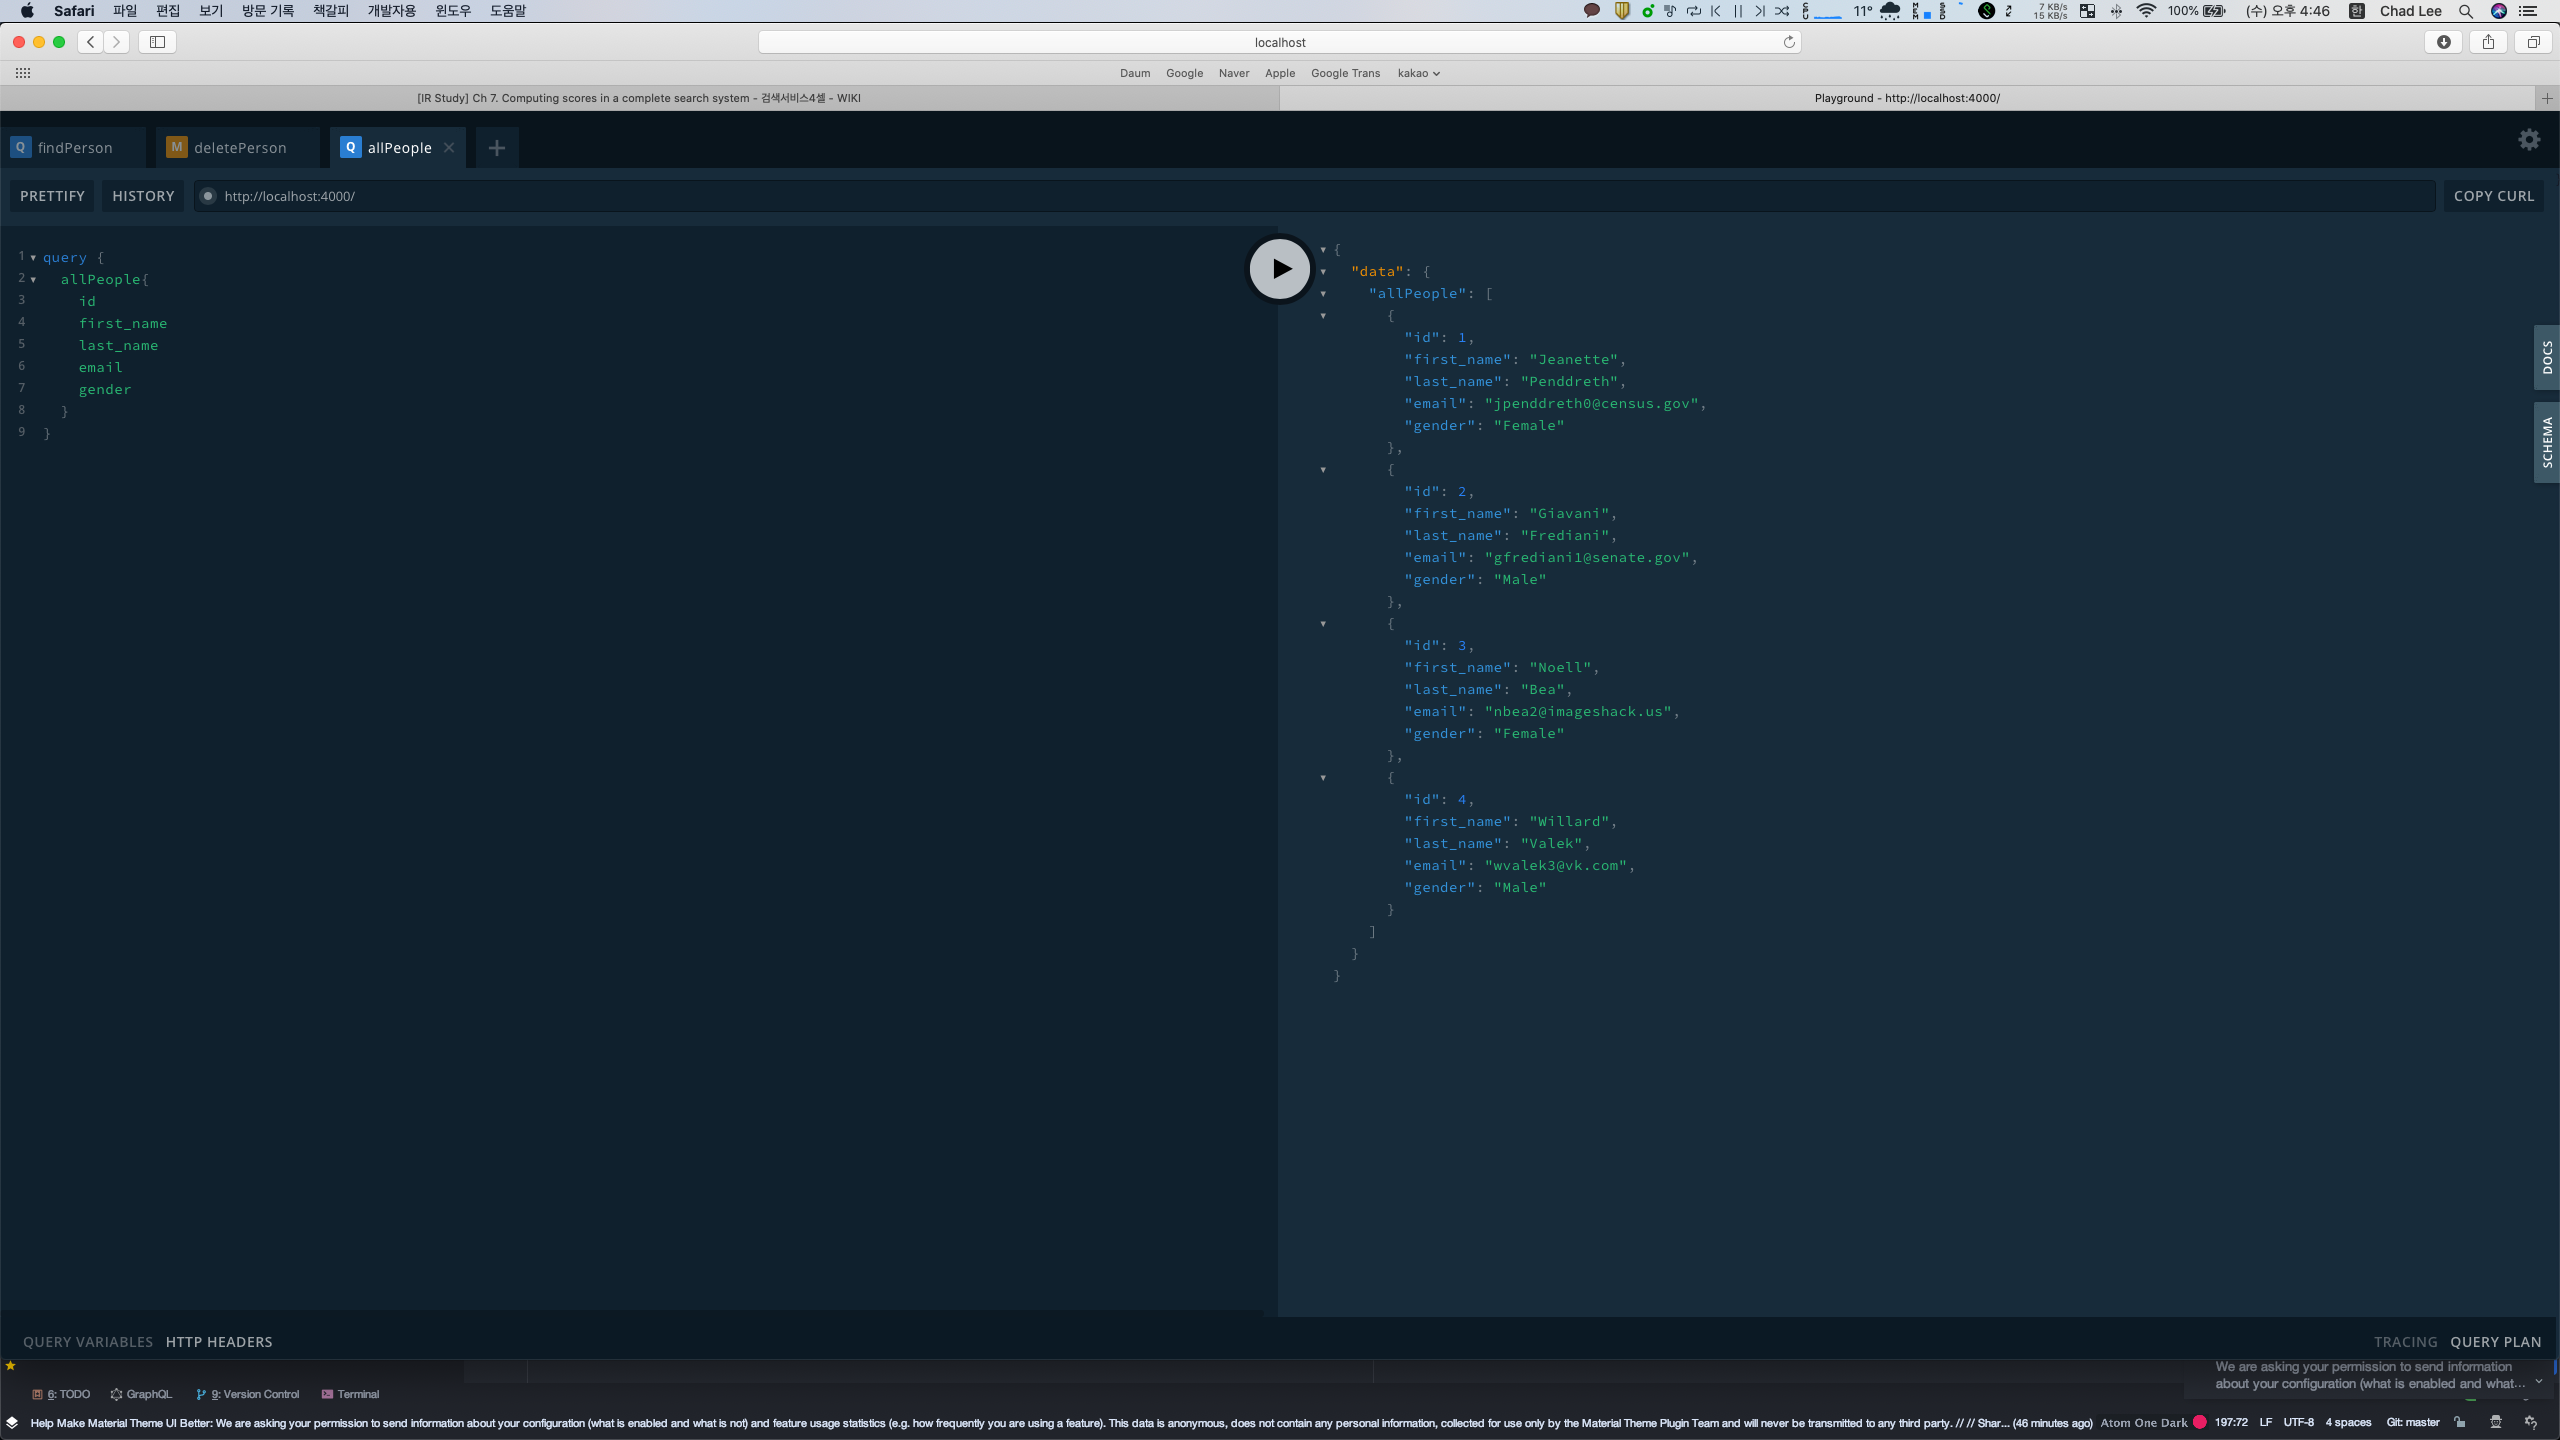 Safari 파일 편집 보기 방문 기록 책갈피 개발자용 윈도우 도움말
11° 7 KB/s 15 KB/s 100% (수) 오후 4:46 한 Chad Lee
localhost
Daum Google Naver Apple Google Trans kakao
[IR Study] Ch 7. Computing scores in a complete search system - 검색서비스4셀 - WIKI
Playground - http://localhost:4000/
Q findPerson M deletePerson Q allPeople
PRETTIFY HISTORY http://localhost:4000/ COPY CURL
1 query {
2 allPeople{
3 id
4 first_name
5 last_name
6 email
7 gender
8 }
9 }
{
"data": {
"allPeople": [
{
"id": 1,
"first_name": "Jeanette",
"last_name": "Penddreth",
"email": "jpenddreth0@census.gov",
"gender": "Female"
},
{
"id": 2,
"first_name": "Giavani",
"last_name": "Frediani",
"email": "gfrediani1@senate.gov",
"gender": "Male"
},
{
"id": 3,
"first_name": "Noell",
"last_name": "Bea",
"email": "nbea2@imageshack.us",
"gender": "Female"
},
{
"id": 4,
"first_name": "Willard",
"last_name": "Valek",
"email": "wvalek3@vk.com",
"gender": "Male"
}
]
}
}
DOCS
SCHEMA
QUERY VARIABLES HTTP HEADERS
TRACING QUERY PLAN
We are asking your permission to send information
about your configuration (what is enabled and what...
6: TODO GraphQL 9: Version Control Terminal
Help Make Material Theme UI Better: We are asking your permission to send information about your configuration (what is enabled and what is not) and feature usage statistics (e.g. how frequently you are using a feature). This data is anonymous, does not contain any personal information, collected for use only by the Material Theme Plugin Team and will never be transmitted to any third party. // // Shar... (46 minutes ago) Atom One Dark 197:72 LF UTF-8 4 spaces Git: master